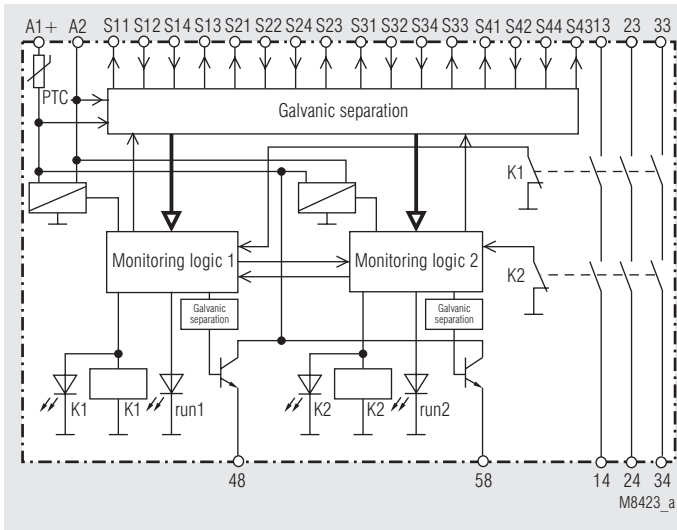 A1+ A2 S11 S12 S14 S13 S21 S22 S24 S23 S31 S32 S34 S33 S41 S42 S44 S43 13 23 33
PTC
Galvanic separation
K1
Monitoring logic 1
Monitoring logic 2
K2
Galvanic
separation
Galvanic
separation
K1
K1
run1
K2
K2
run2
48
58
14
24
34
M8423_a